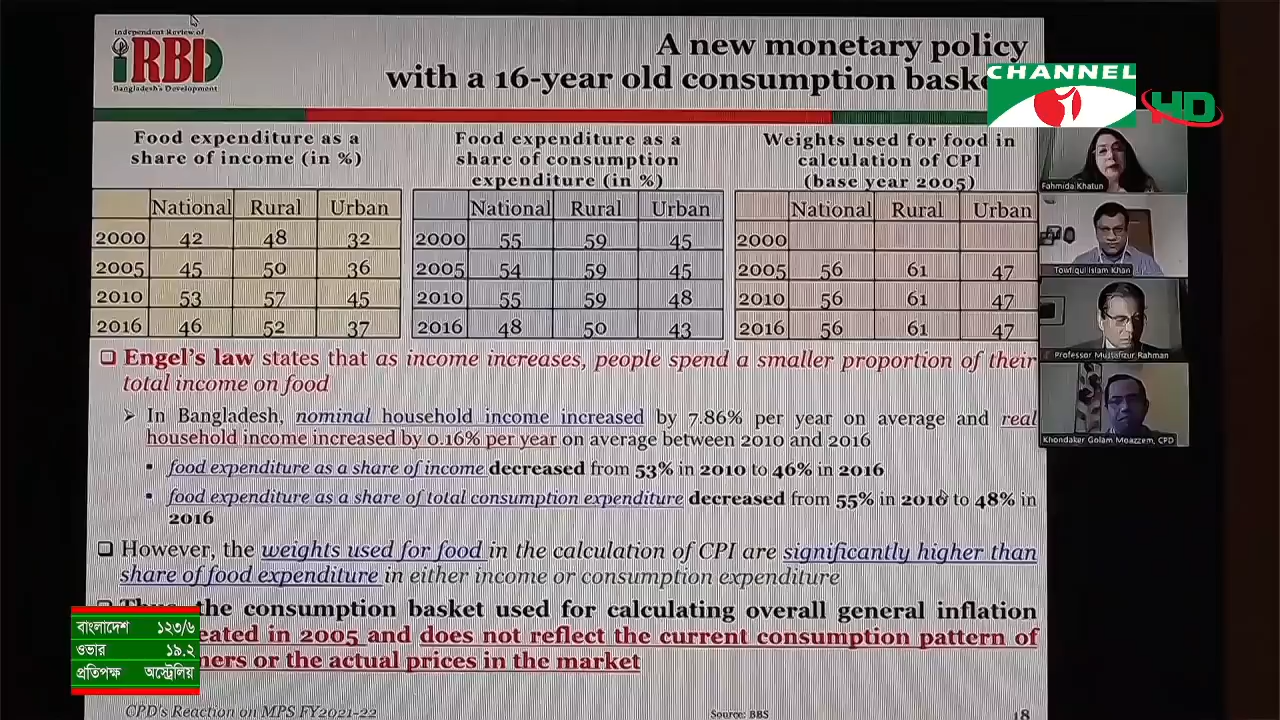 Independent Review of
iRBD
Bangladesh's Development
A new monetary policy
with a 16-year old consumption
CHANNEL
i HD
Food expenditure as a
share of income (in %)
National Rural Urban
2000 42 48 32
2005 45 50 36
2010 53 57 45
2016 46 52 37
Food expenditure as a
share of consumption
expenditure (in %)
National Rural Urban
2000 55 59 45
2005 54 59 45
2010 55 59 48
2016 48 50 43
Weights used for food in
calculation of CPI
(base year 2005)
National Rural Urban
2000
2005 56 61 47
2010 56 61 47
2016 56 61 47
Fahmida Khatun
Towfiqul Islam Khan
Professor Mustafizur Rahman
Khondaker Golam Moazzem, CPD
❑ Engel's law states that as income increases, people spend a smaller proportion of their
total income on food
➢ In Bangladesh, nominal household income increased by 7.86% per year on average and real
household income increased by 0.16% per year on average between 2010 and 2016
▪ food expenditure as a share of income decreased from 53% in 2010 to 46% in 2016
▪ food expenditure as a share of total consumption expenditure decreased from 55% in 2010 to 48% in
2016
❑ However, the weights used for food in the calculation of CPI are significantly higher than
share of food expenditure in either income or consumption expenditure
the consumption basket used for calculating overall general inflation
in 2005 and does not reflect the current consumption pattern of
or the actual prices in the market
বাংলাদেশ ১২৩/৬
ওভার ১৯.২
প্রতিপক্ষ অস্ট্রেলিয়
CPD's Reaction on MPS FY2021-22
Source: BBS
18